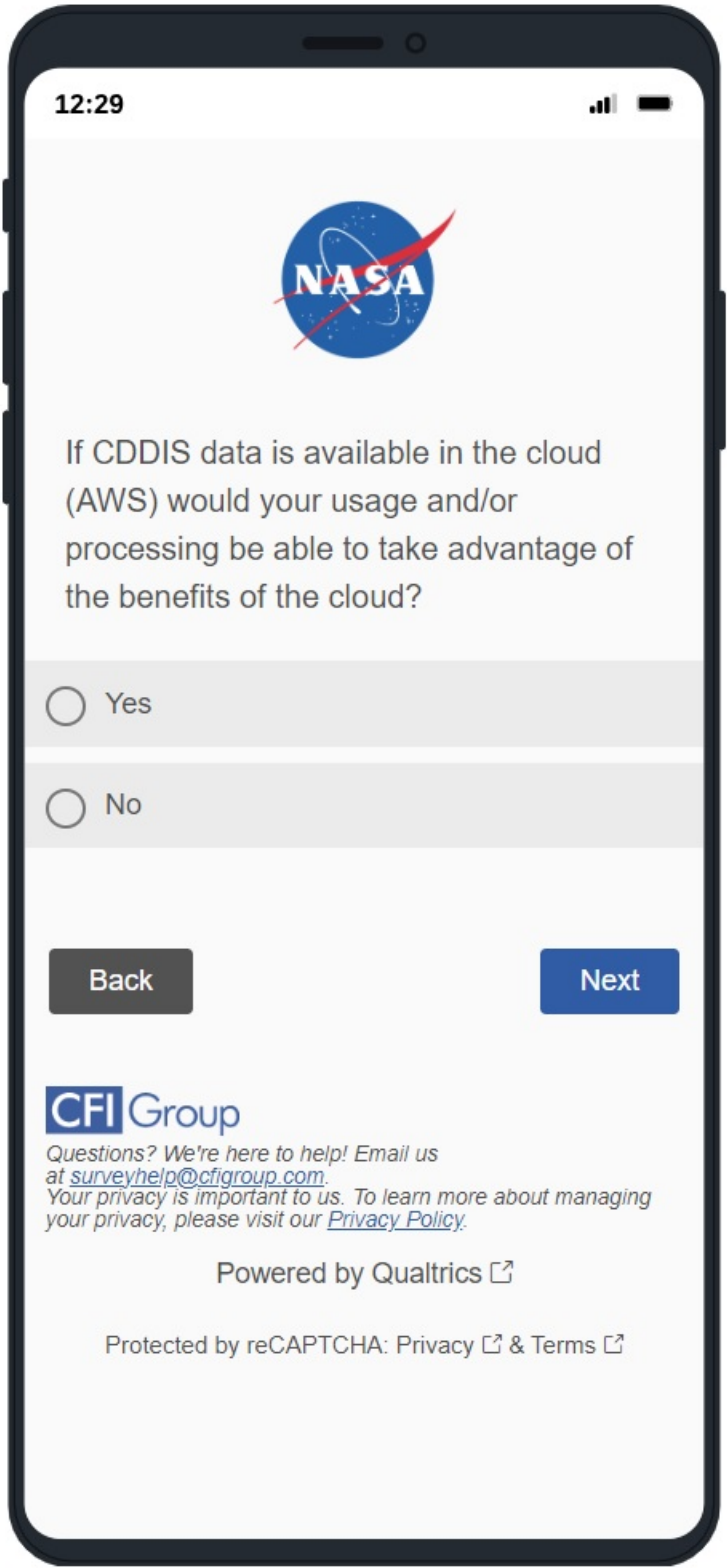 12:29
NASA
If CDDIS data is available in the cloud
(AWS) would your usage and/or
processing be able to take advantage of
the benefits of the cloud?
Yes
No
Back
Next
CFI Group
Questions? We're here to help! Email us
at surveyhelp@cfigroup.com.
Your privacy is important to us. To learn more about managing
your privacy, please visit our Privacy Policy.
Powered by Qualtrics
Protected by reCAPTCHA: Privacy & Terms